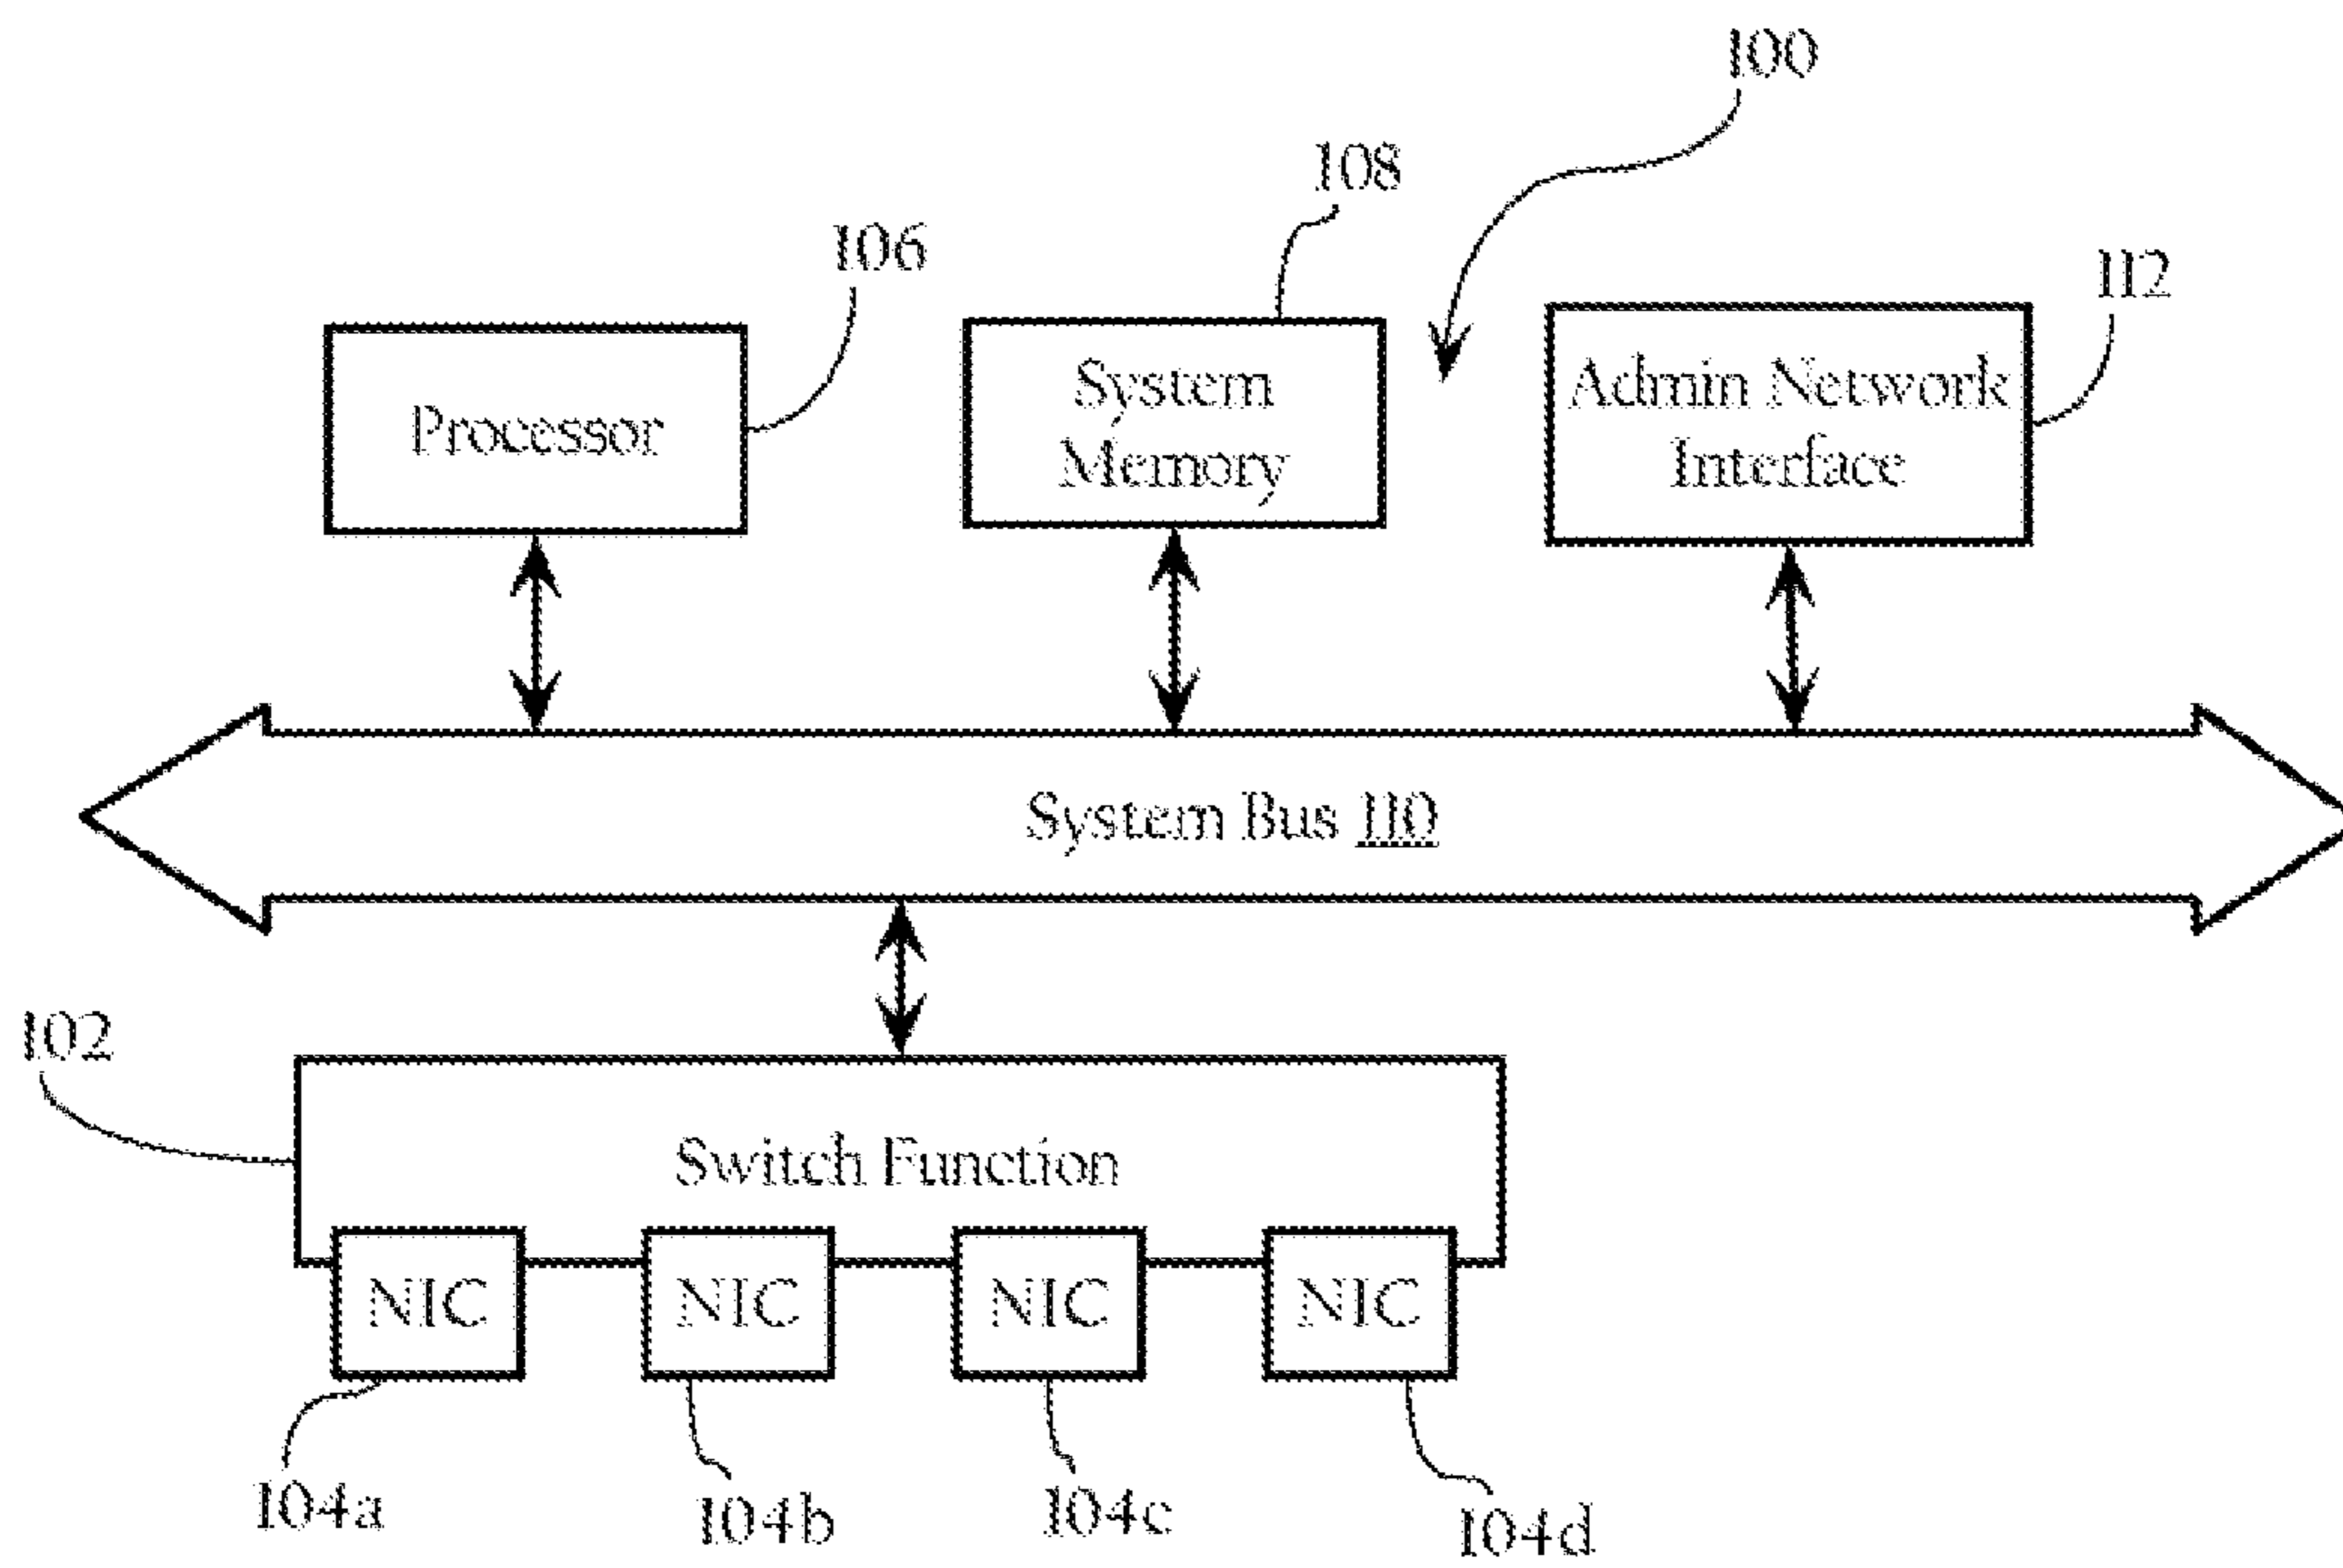 100
108
106
112
Processor
System
Memory
Admin Network
Interface
System Bus 110
102
Switch Function
NIC
NIC
NIC
NIC
104a
104b
104c
104d